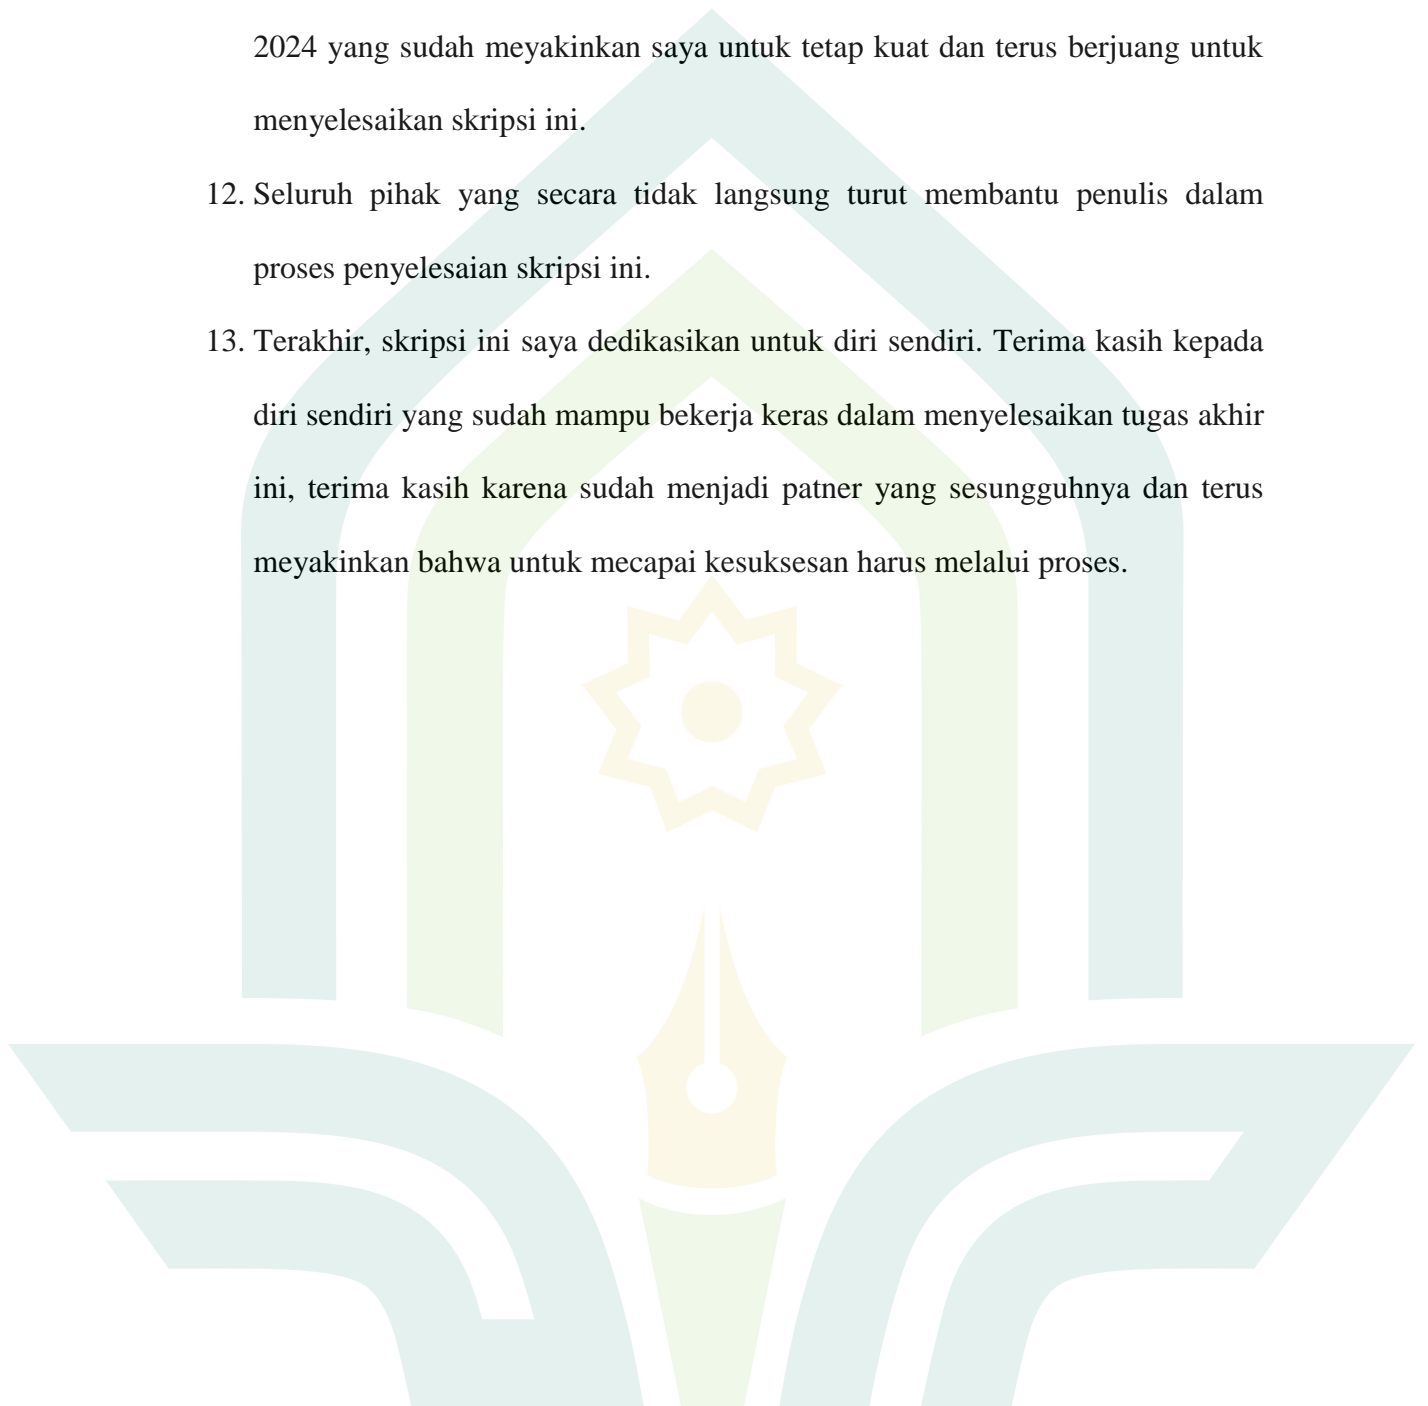 2024 yang sudah meyakinkan saya untuk tetap kuat dan terus berjuang untuk
menyelesaikan skripsi ini.
12. Seluruh pihak yang secara tidak langsung turut membantu penulis dalam
proses penyelesaian skripsi ini.
13. Terakhir, skripsi ini saya dedikasikan untuk diri sendiri. Terima kasih kepada
diri sendiri yang sudah mampu bekerja keras dalam menyelesaikan tugas akhir
ini, terima kasih karena sudah menjadi patner yang sesungguhnya dan terus
meyakinkan bahwa untuk mecapai kesuksesan harus melalui proses.